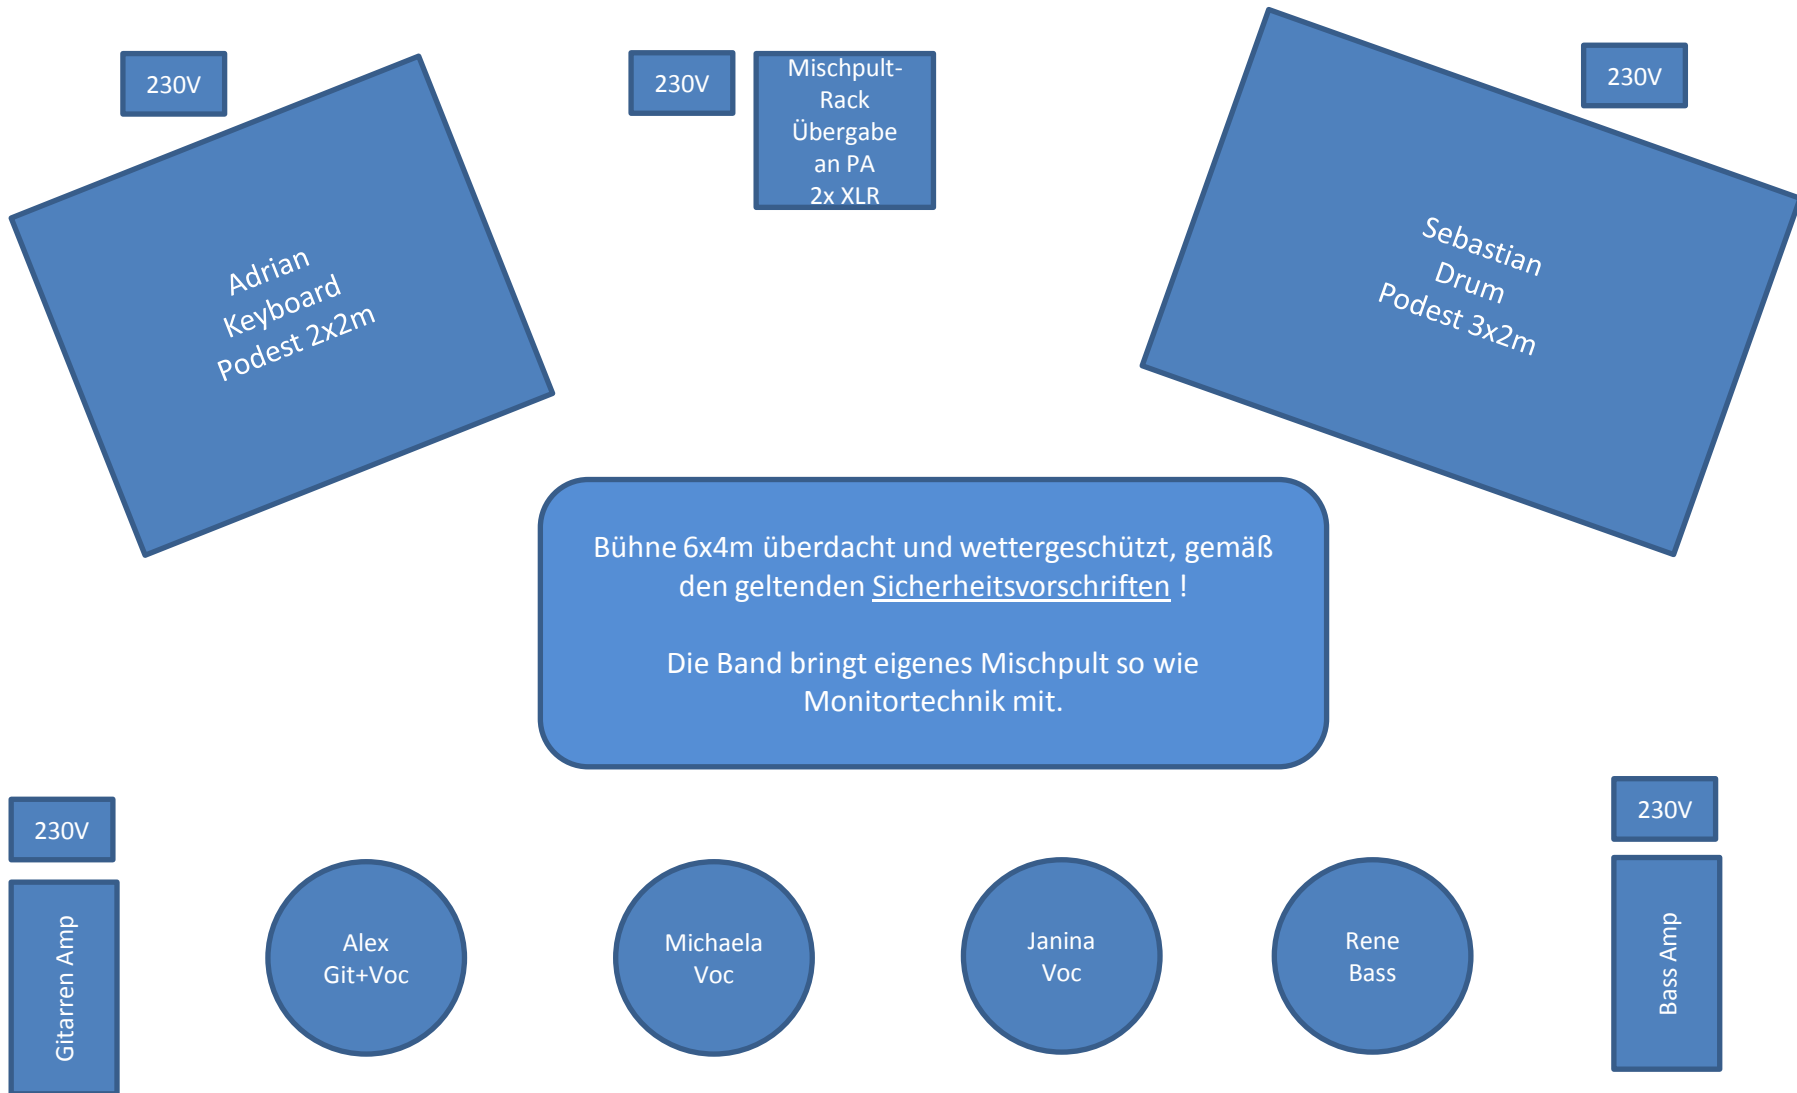 230V
230V
Mischpult-
Rack
Übergabe
an PA
2x XLR
230V
Adrian
Keyboard
Podest 2x2m
Sebastian
Drum
Podest 3x2m
Bühne 6x4m überdacht und wettergeschützt, gemäß
den geltenden Sicherheitsvorschriften !
Die Band bringt eigenes Mischpult so wie
Monitortechnik mit.
230V
230V
Gitarren Amp
Alex
Git+Voc
Michaela
Voc
Janina
Voc
Rene
Bass
Bass Amp